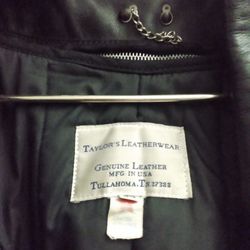 TAYLOR'S LEATHERWEAR
GENUINE LEATHER
MFG IN USA
TULLAHOMA, TN 37388